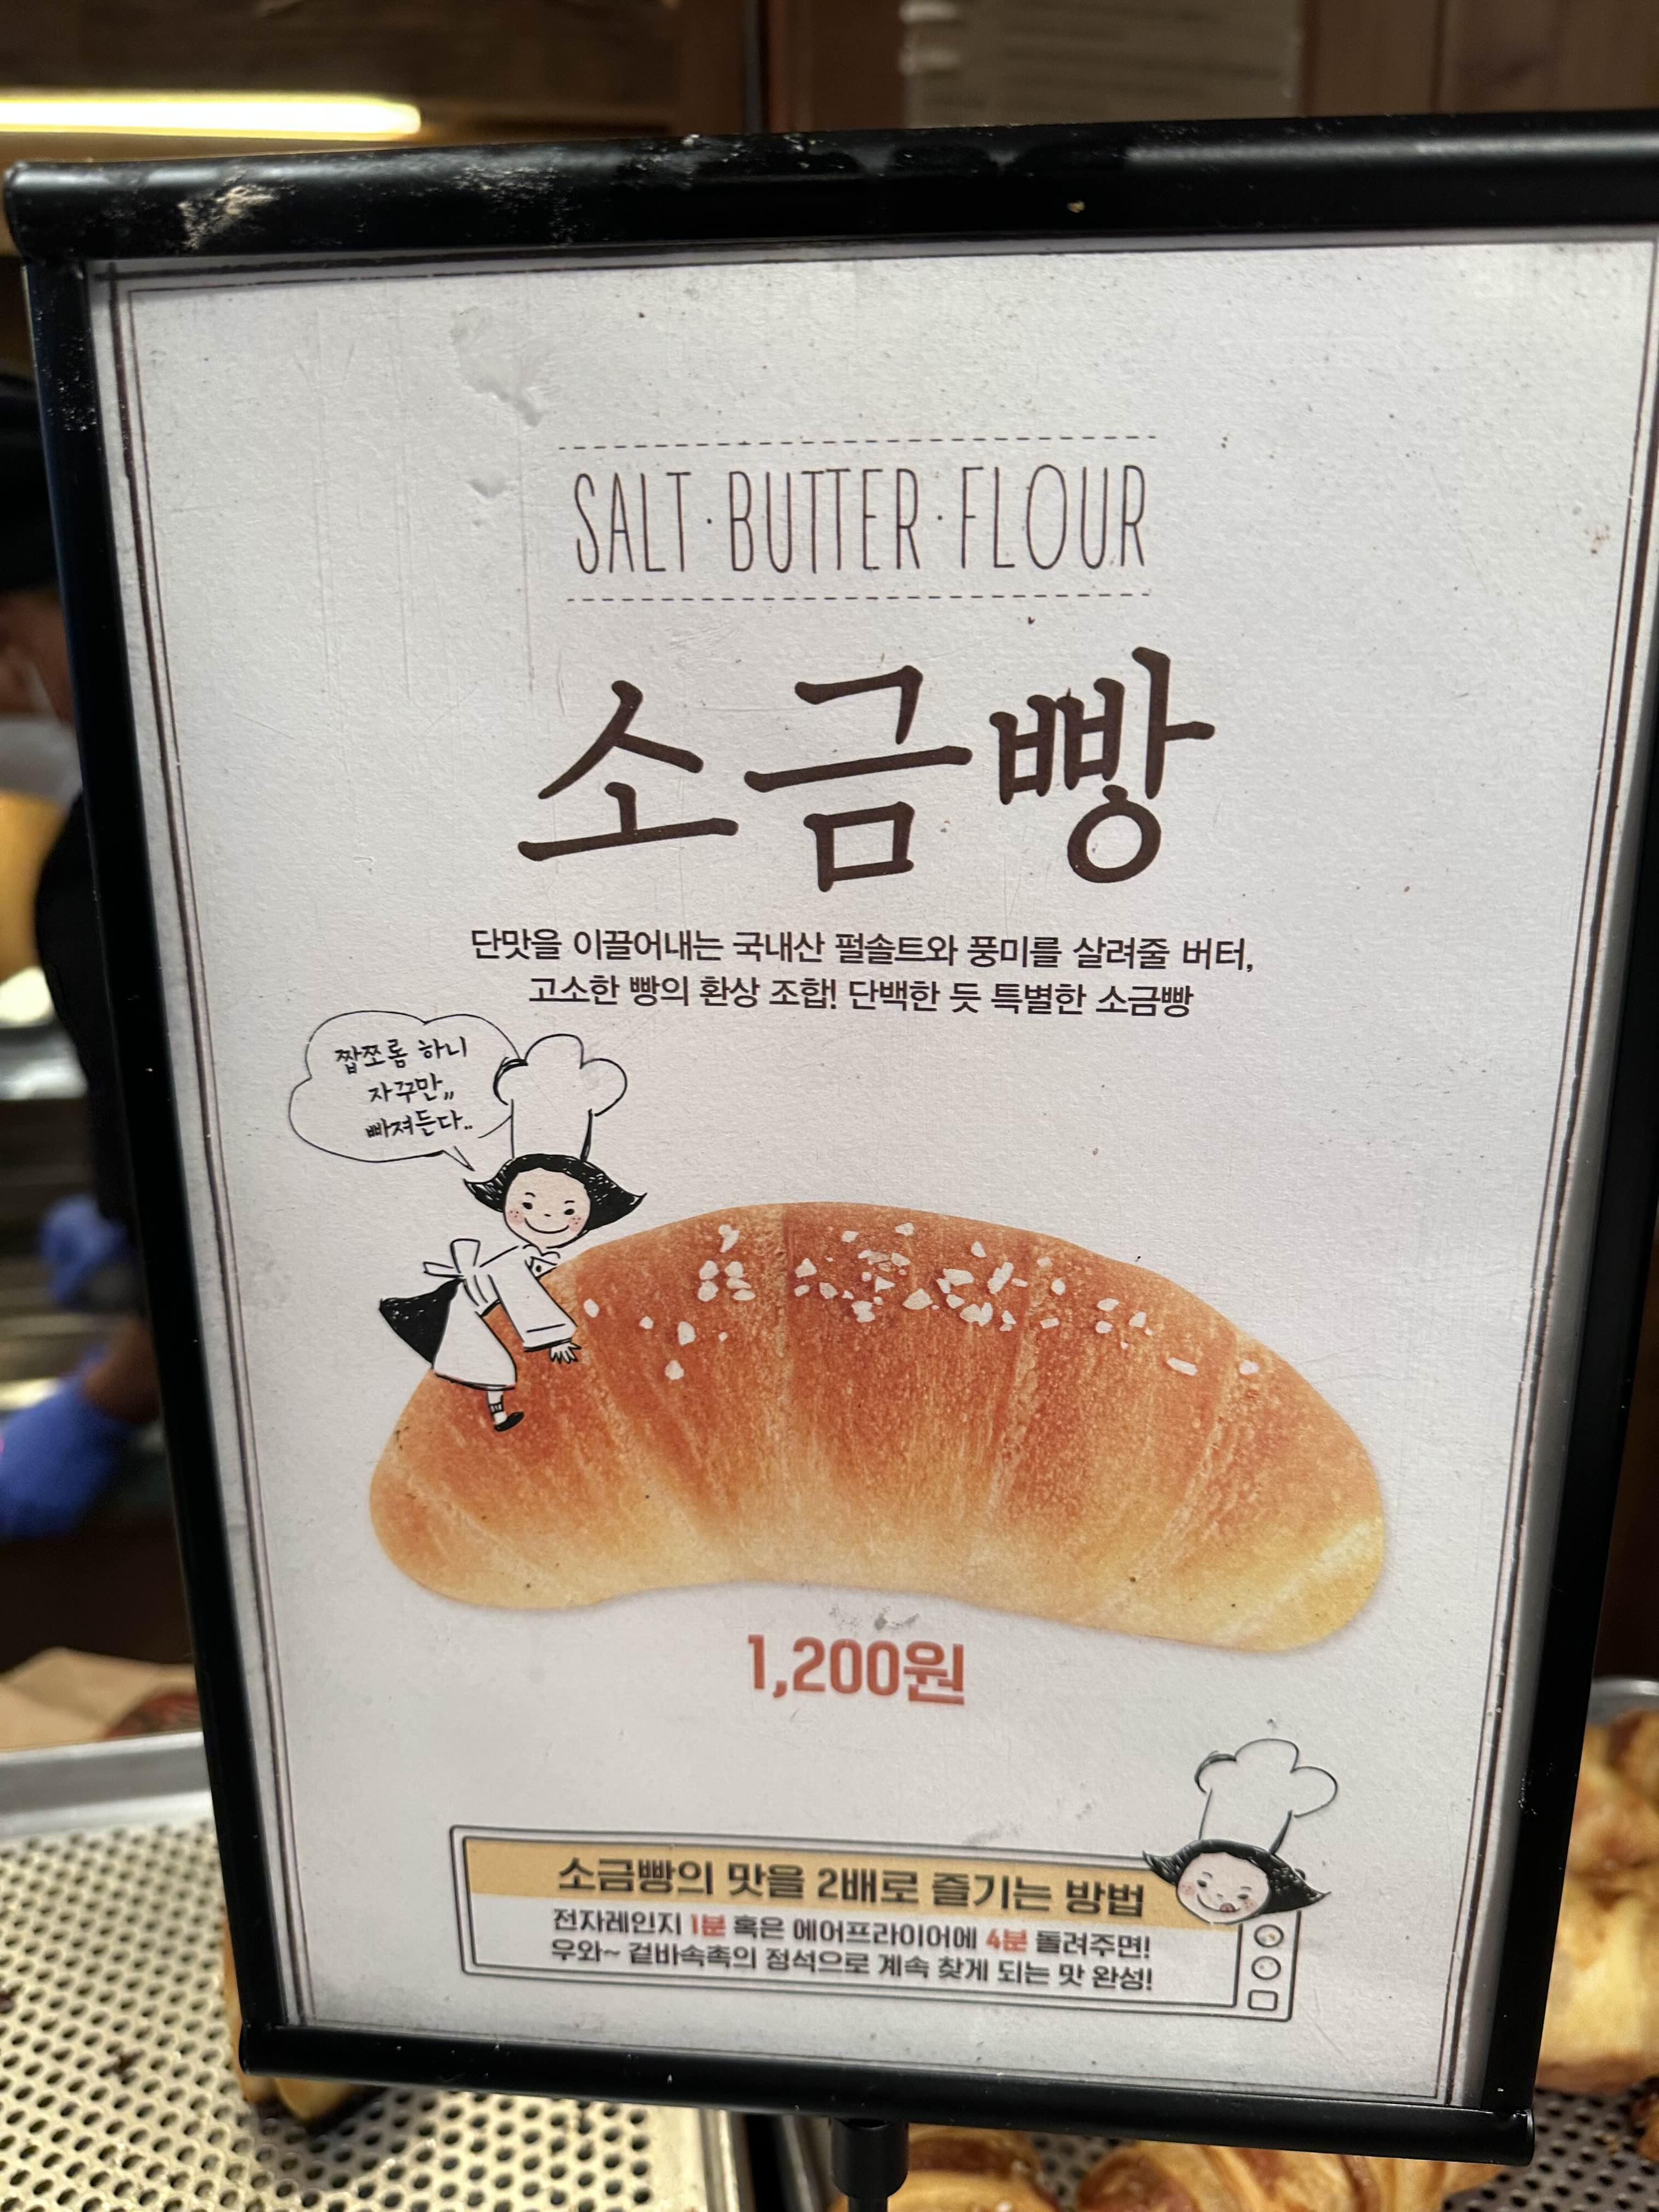 SALT·BUTTER·FLOUR
소금빵
단맛을 이끌어내는 국내산 펄솔트와 풍미를 살려줄 버터,
고소한 빵의 환상 조합! 단백한 듯 특별한 소금빵
짭쪼롬 하니
자꾸만,,
빠져든다..
1,200원
소금빵의 맛을 2배로 즐기는 방법
전자레인지 1분 혹은 에어프라이어에 4분 돌려주면!
우와~ 겉바속촉의 정석으로 계속 찾게 되는 맛 완성!